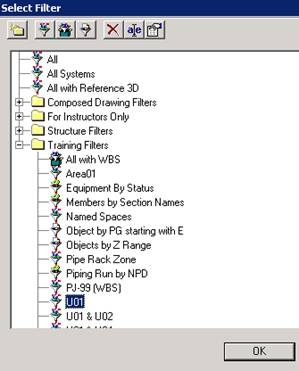 Select Filter
All
All Systems
All with Reference 3D
Composed Drawing Filters
For Instructors Only
Structure Filters
Training Filters
All with WBS
Area01
Equipment By Status
Members by Section Names
Named Spaces
Object by PG starting with E
Objects by Z Range
Pipe Rack Zone
Piping Run by NPD
PJ-99 (WBS)
U01
U01 & U02
OK